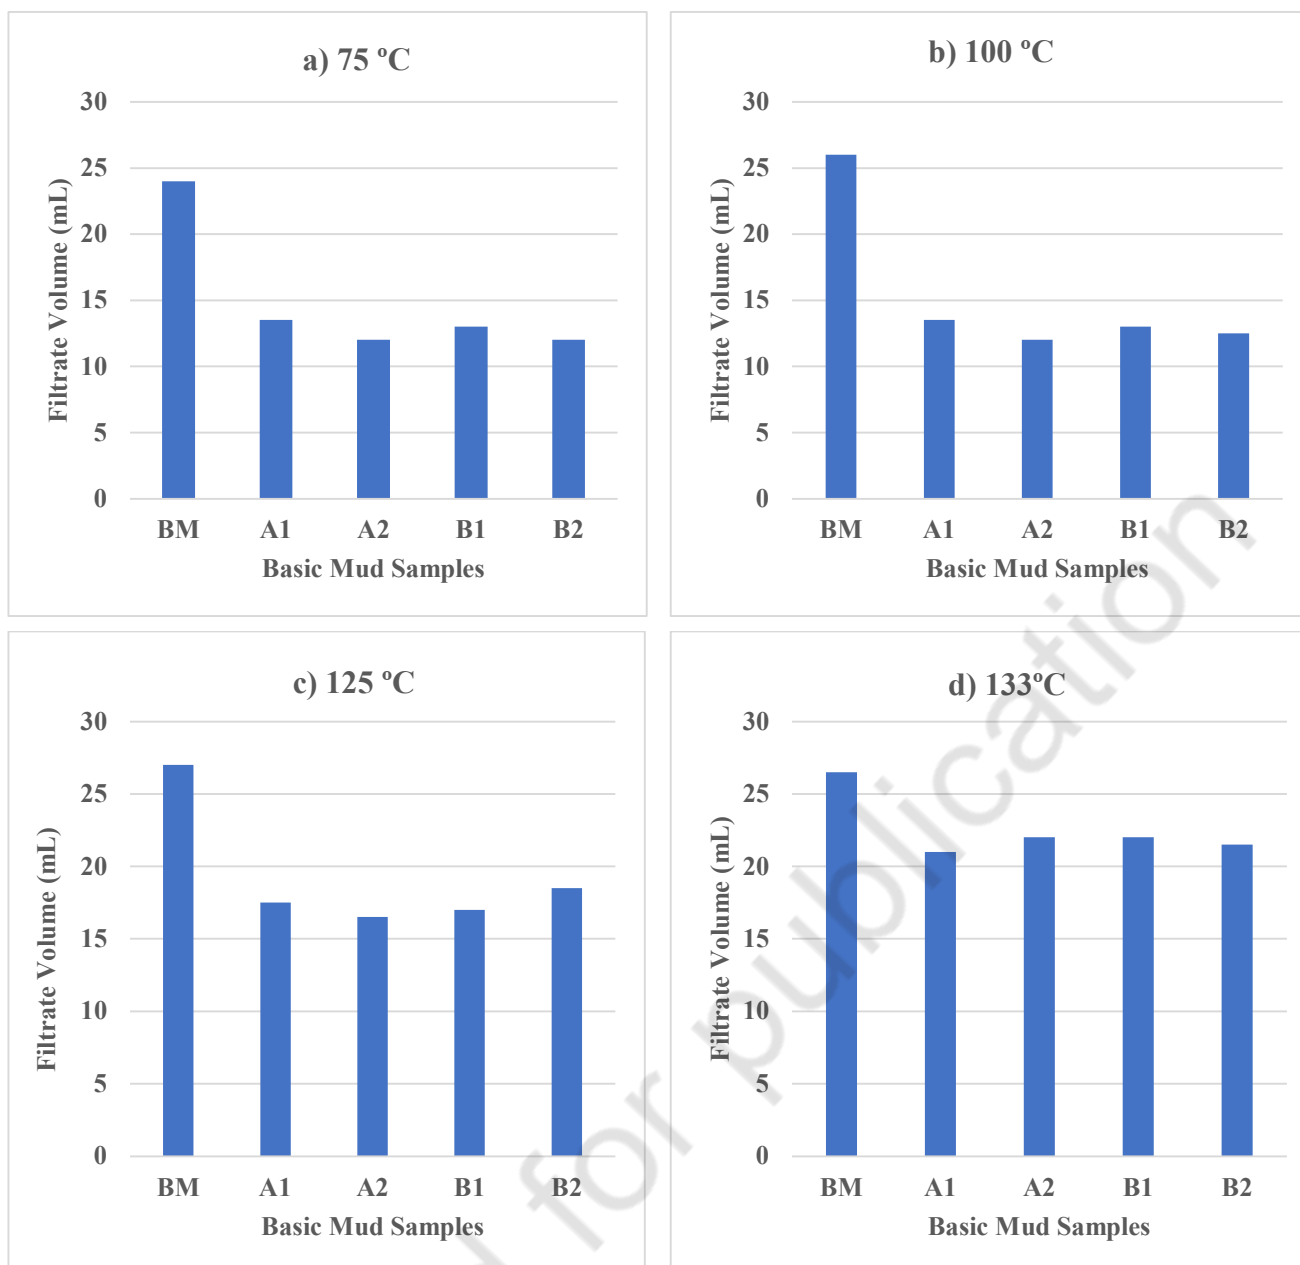 a) 75 ºC
30
25
20
15
10
5
0
Filtrate Volume (mL)
BM A1 A2 B1 B2
Basic Mud Samples
b) 100 ºC
30
25
20
15
10
5
0
Filtrate Volume (mL)
BM A1 A2 B1 B2
Basic Mud Samples
c) 125 ºC
30
25
20
15
10
5
0
Filtrate Volume (mL)
BM A1 A2 B1 B2
Basic Mud Samples
d) 133ºC
30
25
20
15
10
5
0
Filtrate Volume (mL)
BM A1 A2 B1 B2
Basic Mud Samples
for publication